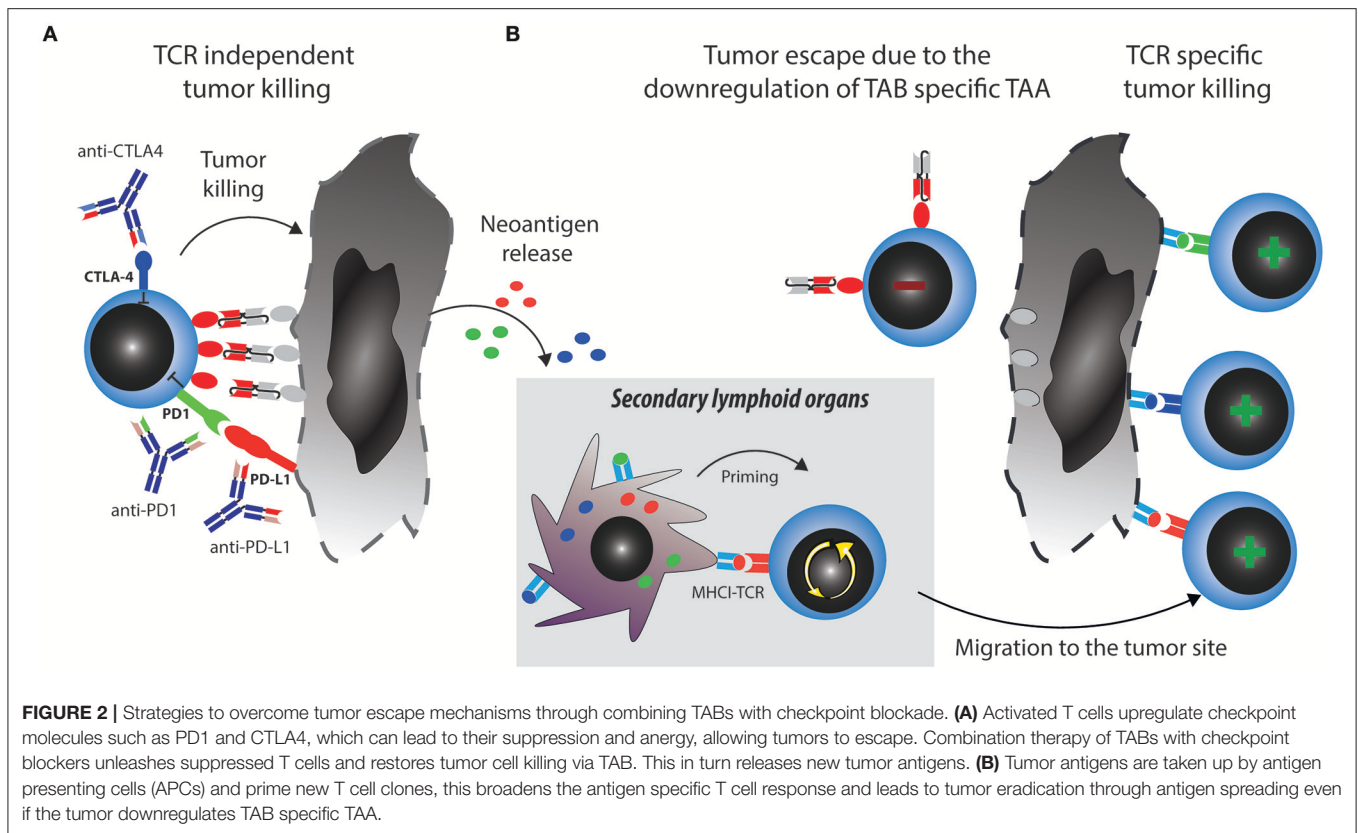 A
TCR independent
tumor killing
anti-CTLA4
Tumor
killing
CTLA-4
Neoantigen
release
PD1
PD-L1
anti-PD1
anti-PD-L1
B
Tumor escape due to the
downregulation of TAB specific TAA
TCR specific
tumor killing
Secondary lymphoid organs
Priming
MHCI-TCR
Migration to the tumor site
FIGURE 2 | Strategies to overcome tumor escape mechanisms through combining TABs with checkpoint blockade. (A) Activated T cells upregulate checkpoint
molecules such as PD1 and CTLA4, which can lead to their suppression and anergy, allowing tumors to escape. Combination therapy of TABs with checkpoint
blockers unleashes suppressed T cells and restores tumor cell killing via TAB. This in turn releases new tumor antigens. (B) Tumor antigens are taken up by antigen
presenting cells (APCs) and prime new T cell clones, this broadens the antigen specific T cell response and leads to tumor eradication through antigen spreading even
if the tumor downregulates TAB specific TAA.